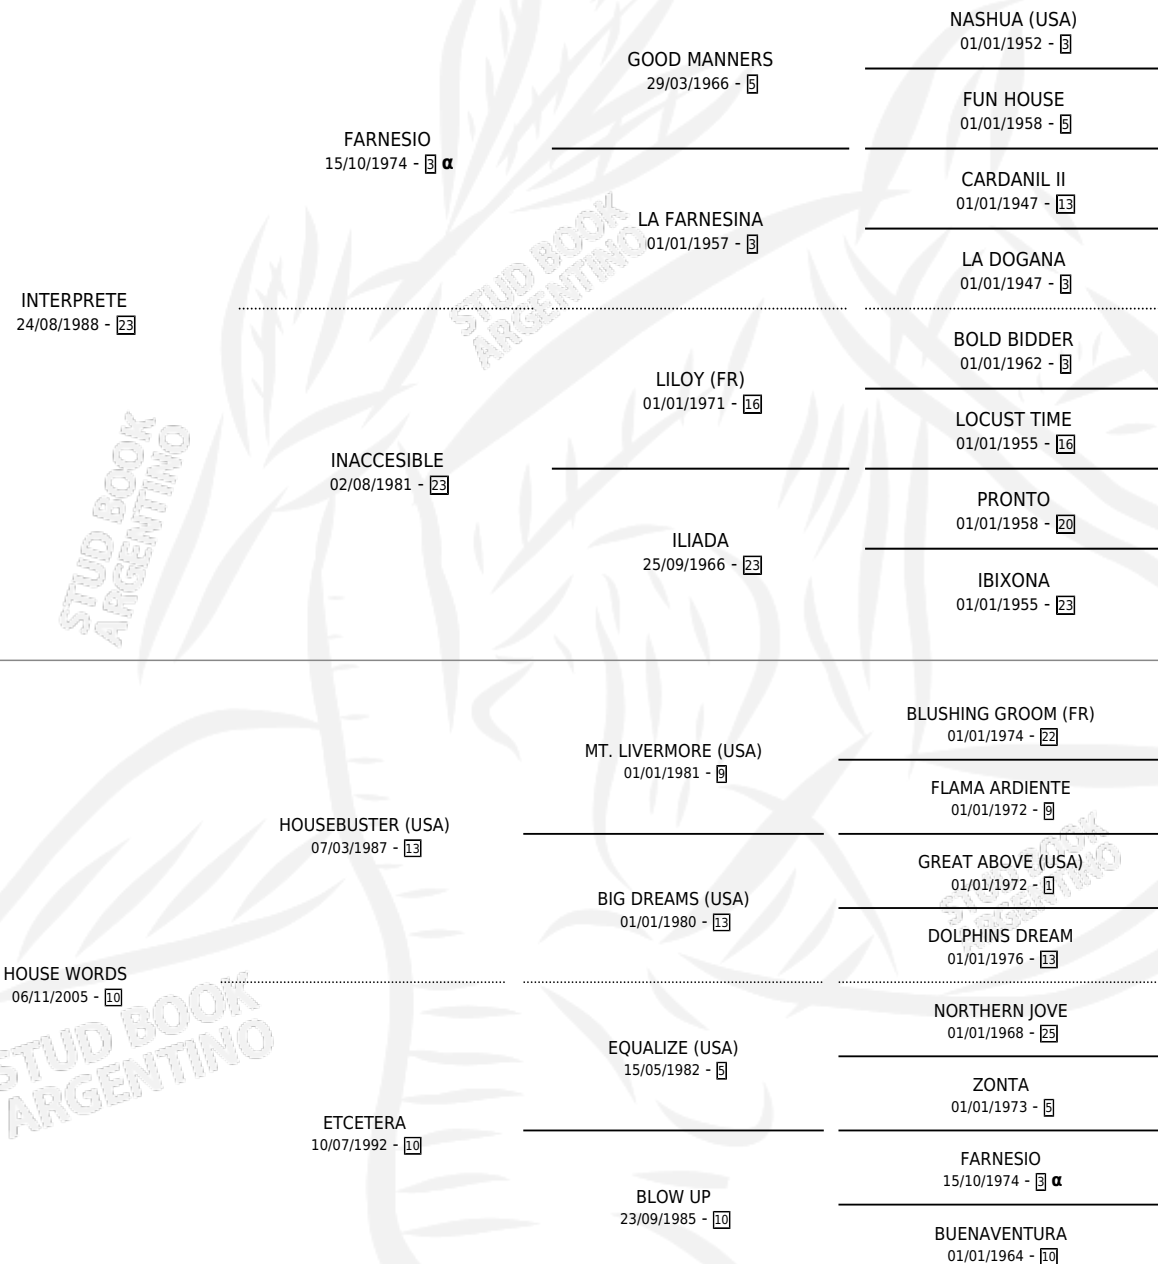 NASHUA (USA)
01/01/1952 - 3
GOOD MANNERS
29/03/1966 - 5
FUN HOUSE
01/01/1958 - 5
FARNESIO
15/10/1974 - 3 α
CARDANIL II
01/01/1947 - 13
LA FARNESINA
01/01/1957 - 3
LA DOGANA
01/01/1947 - 3
INTERPRETE
24/08/1988 - 23
BOLD BIDDER
01/01/1962 - 3
LILOY (FR)
01/01/1971 - 16
LOCUST TIME
01/01/1955 - 16
INACCESIBLE
02/08/1981 - 23
PRONTO
01/01/1958 - 20
ILIADA
25/09/1966 - 23
IBIXONA
01/01/1955 - 23
STUD BOOK
ARGENTINO
STUD BOOK
ARGENTINO
BLUSHING GROOM (FR)
01/01/1974 - 22
MT. LIVERMORE (USA)
01/01/1981 - 9
FLAMA ARDIENTE
01/01/1972 - 9
HOUSEBUSTER (USA)
07/03/1987 - 13
GREAT ABOVE (USA)
01/01/1972 - 1
BIG DREAMS (USA)
01/01/1980 - 13
DOLPHINS DREAM
01/01/1976 - 13
HOUSE WORDS
06/11/2005 - 10
NORTHERN JOVE
01/01/1968 - 25
EQUALIZE (USA)
15/05/1982 - 5
ZONTA
01/01/1973 - 5
ETCETERA
10/07/1992 - 10
FARNESIO
15/10/1974 - 3 α
BLOW UP
23/09/1985 - 10
BUENAVENTURA
01/01/1964 - 10
STUD BOOK
ARGENTINO
STUD BOOK
ARGENTINO